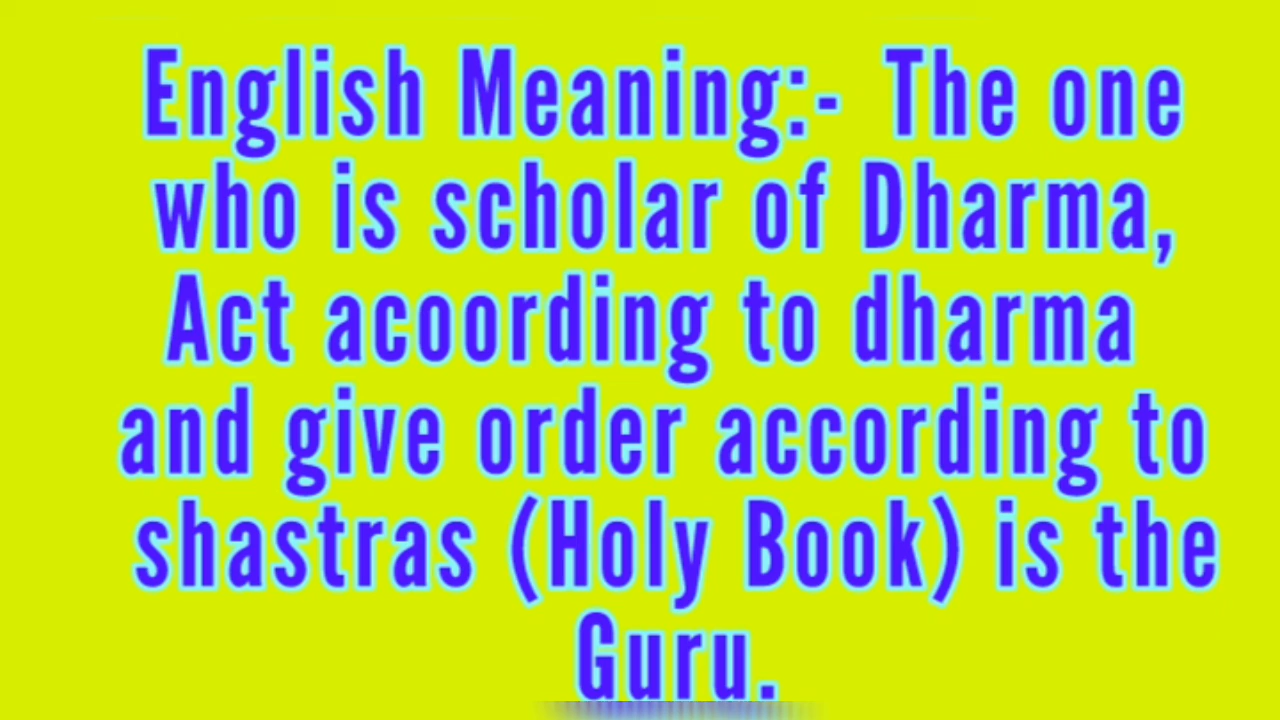 English Meaning:- The one
who is scholar of Dharma,
Act acoording to dharma
and give order according to
shastras (Holy Book) is the
Guru.